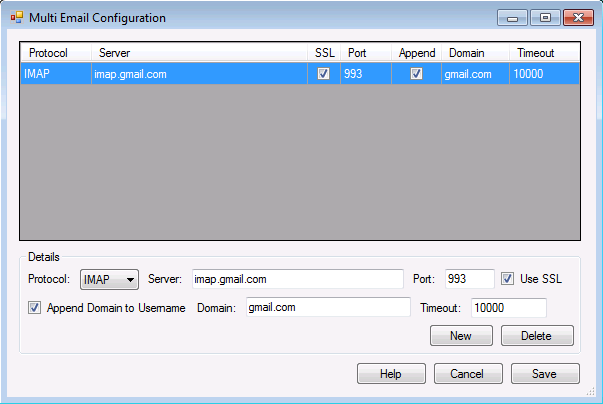 Multi Email Configuration
Protocol Server SSL Port Append Domain Timeout
IMAP imap.gmail.com 993 gmail.com 10000
Details
Protocol: IMAP Server: imap.gmail.com Port: 993 Use SSL
Append Domain to Username Domain: gmail.com Timeout: 10000
New Delete
Help Cancel Save